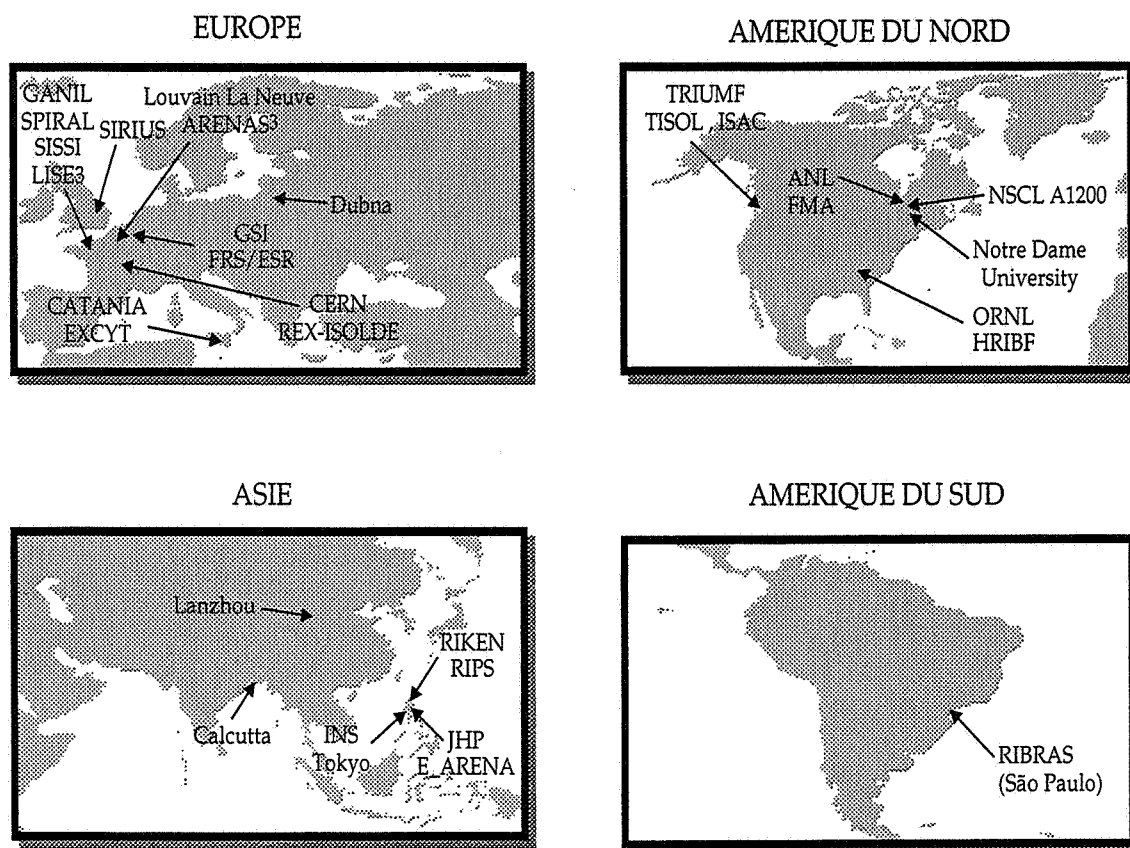 EUROPE
GANIL
SPIRAL
SISSI
LISE3
SIRIUS
Louvain La Neuve
ARENAS3
Dubna
GSI
FRS/ESR
CERN
REX-ISOLDE
CATANIA
EXCYT
AMERIQUE DU NORD
TRIUMF
TISOL , ISAC
ANL
FMA
NSCL A1200
Notre Dame
University
ORNL
HRIBF
ASIE
Lanzhou
RIKEN
RIPS
Calcutta
INS
Tokyo
JHP
E_ARENA
AMÉRIQUE DU SUD
RIBRAS
(São Paulo)